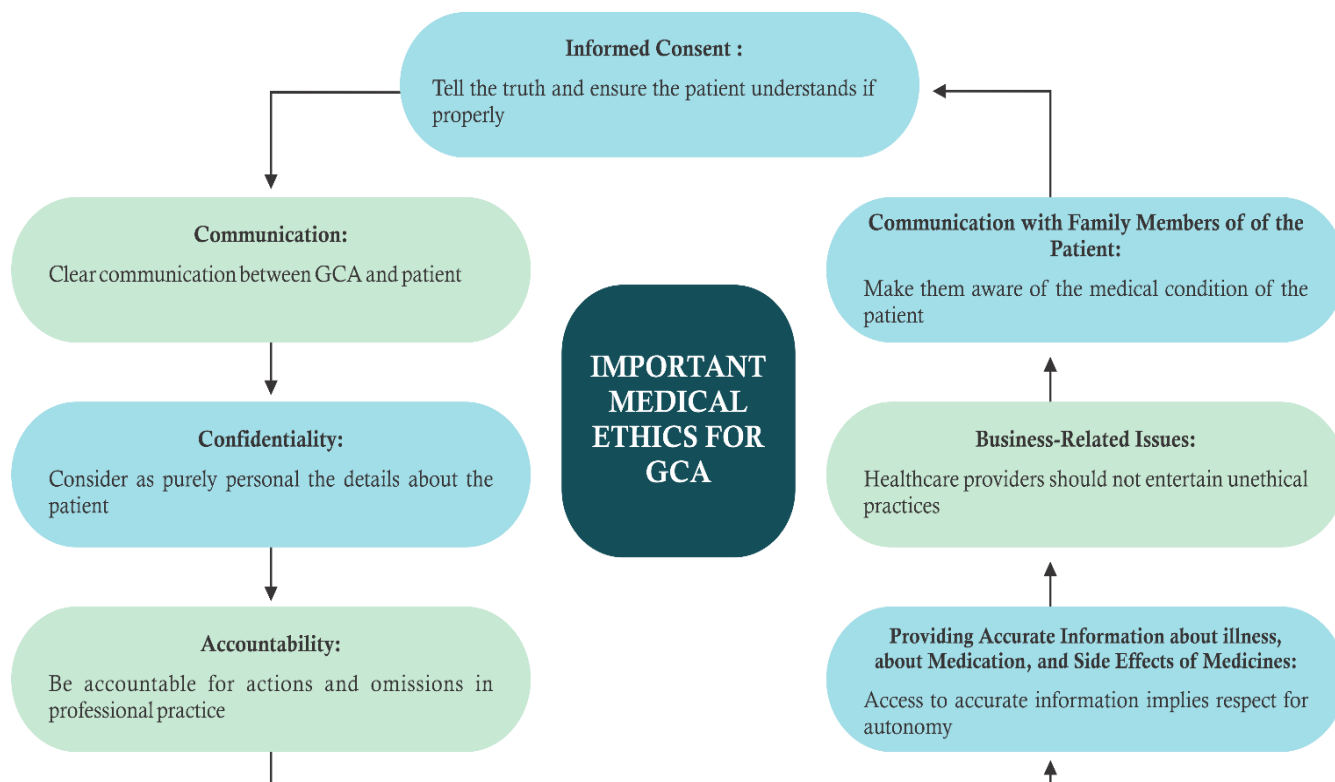 Informed Consent :
Tell the truth and ensure the patient understands if
properly
Communication:
Clear communication between GCA and patient
Confidentiality:
Consider as purely personal the details about the
patient
Accountability:
Be accountable for actions and omissions in
professional practice
IMPORTANT
MEDICAL
ETHICS FOR
GCA
Communication with Family Members of of the
Patient:
Make them aware of the medical condition of the
patient
Business-Related Issues:
Healthcare providers should not entertain unethical
practices
Providing Accurate Information about illness,
about Medication, and Side Effects of Medicines:
Access to accurate information implies respect for
autonomy